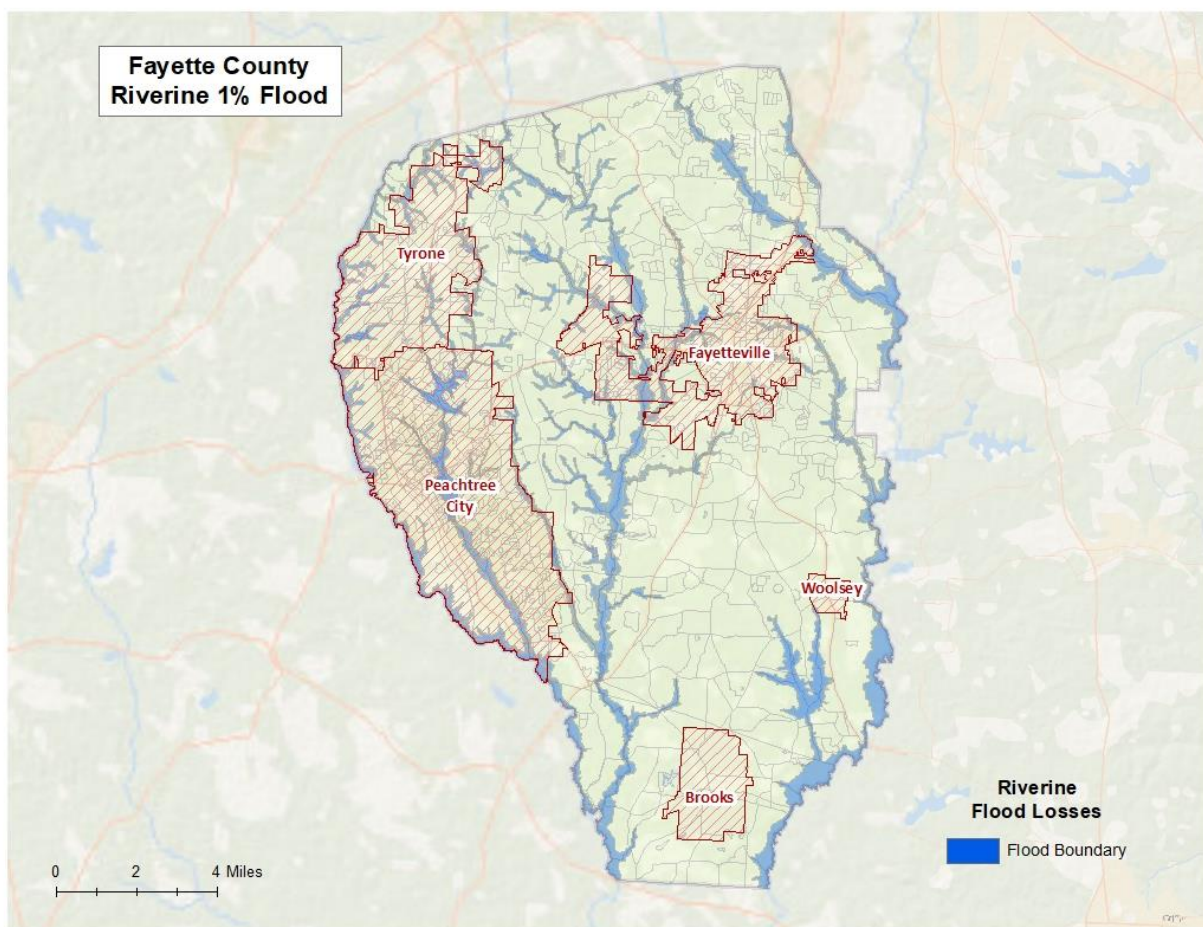 Fayette County
Riverine 1% Flood
Tyrone
Fayetteville
Peachtree
City
Woolsey
Brooks
Riverine
Flood Losses
Flood Boundary
0 2 4 Miles